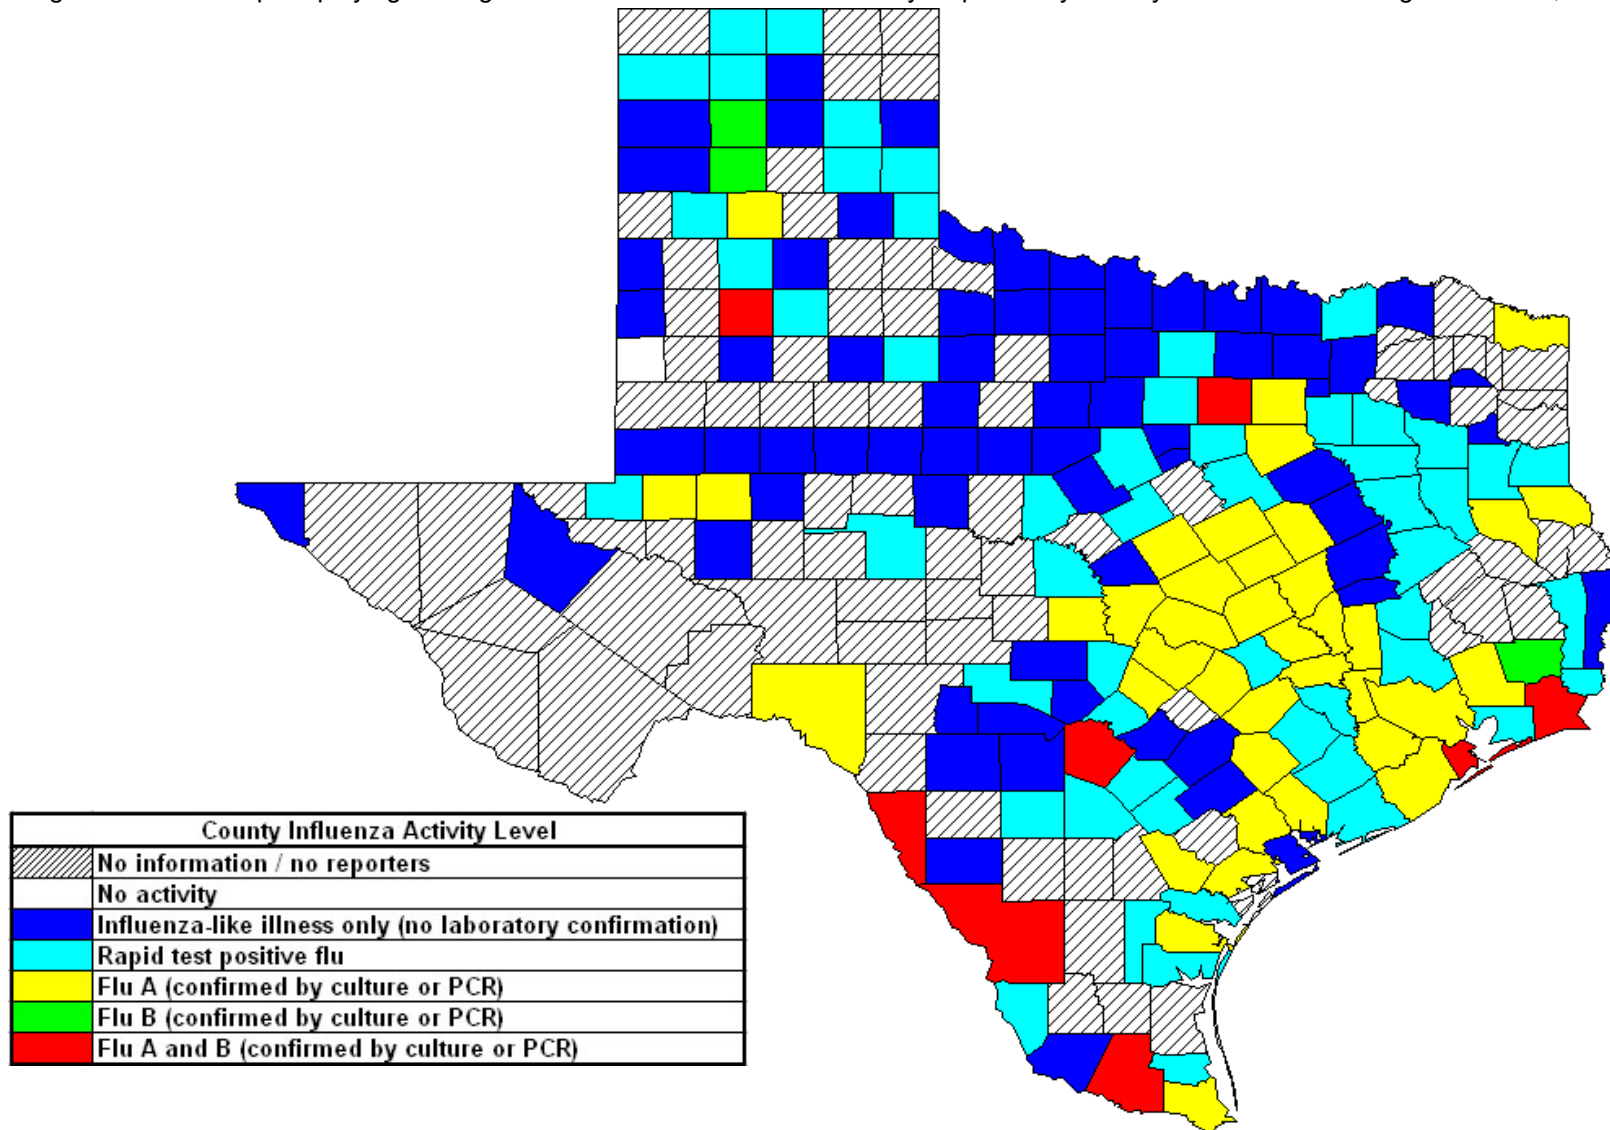 County Influenza Activity Level
No information / no reporters
No activity
Influenza-like illness only (no laboratory confirmation)
Rapid test positive flu
Flu A (confirmed by culture or PCR)
Flu B (confirmed by culture or PCR)
Flu A and B (confirmed by culture or PCR)